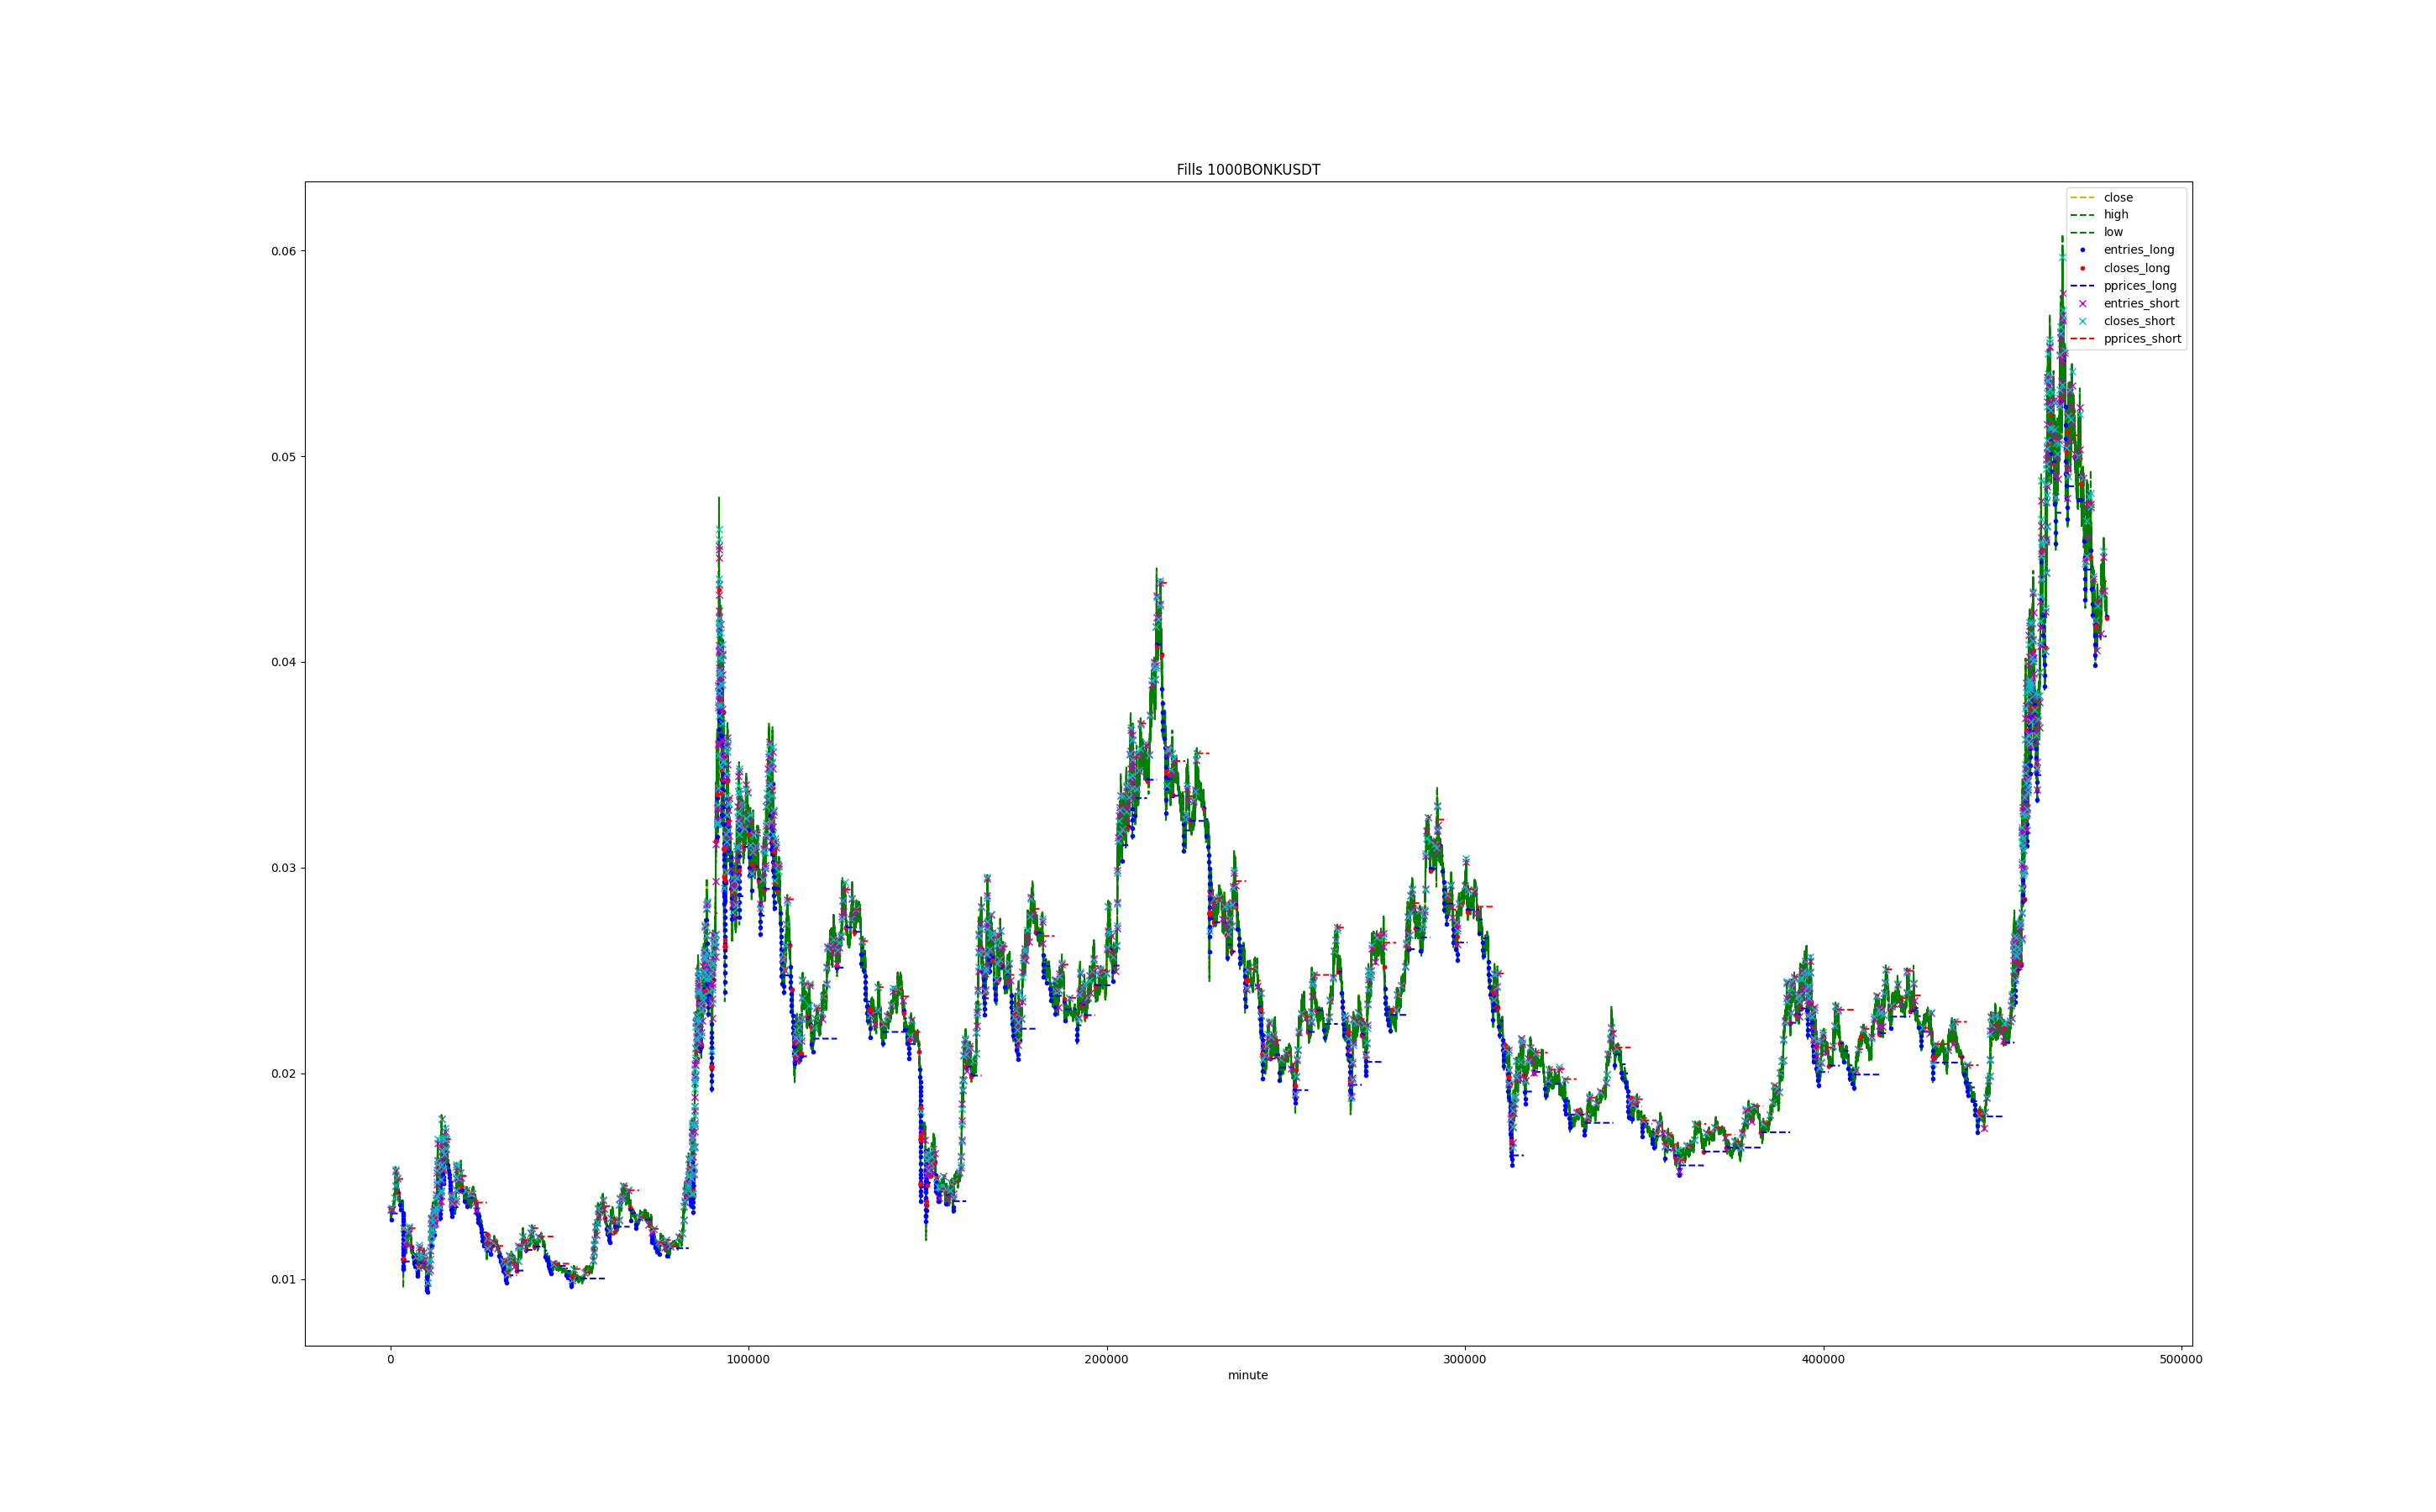 Fills 1000BONKUSDT
close
high
low
entries_long
closes_long
pprices_long
entries_short
closes_short
pprices_short
0.06
0.05
0.04
0.03
0.02
0.01
0
100000
200000
300000
400000
500000
minute